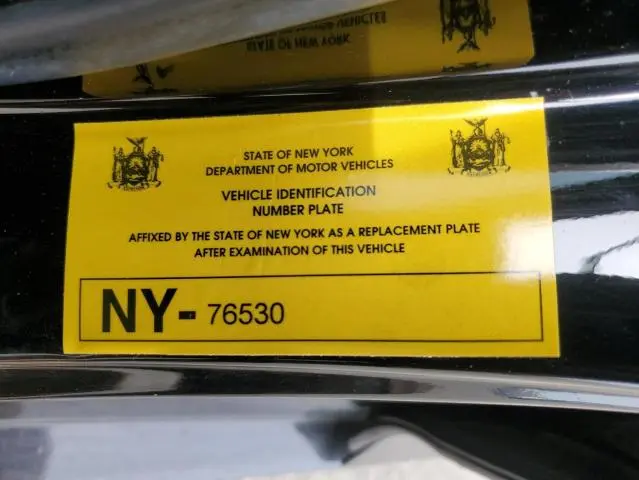 STATE OF NEW YORK
DEPARTMENT OF MOTOR VEHICLES
VEHICLE IDENTIFICATION
NUMBER PLATE
AFFIXED BY THE STATE OF NEW YORK AS A REPLACEMENT PLATE
AFTER EXAMINATION OF THIS VEHICLE
NY- 76530